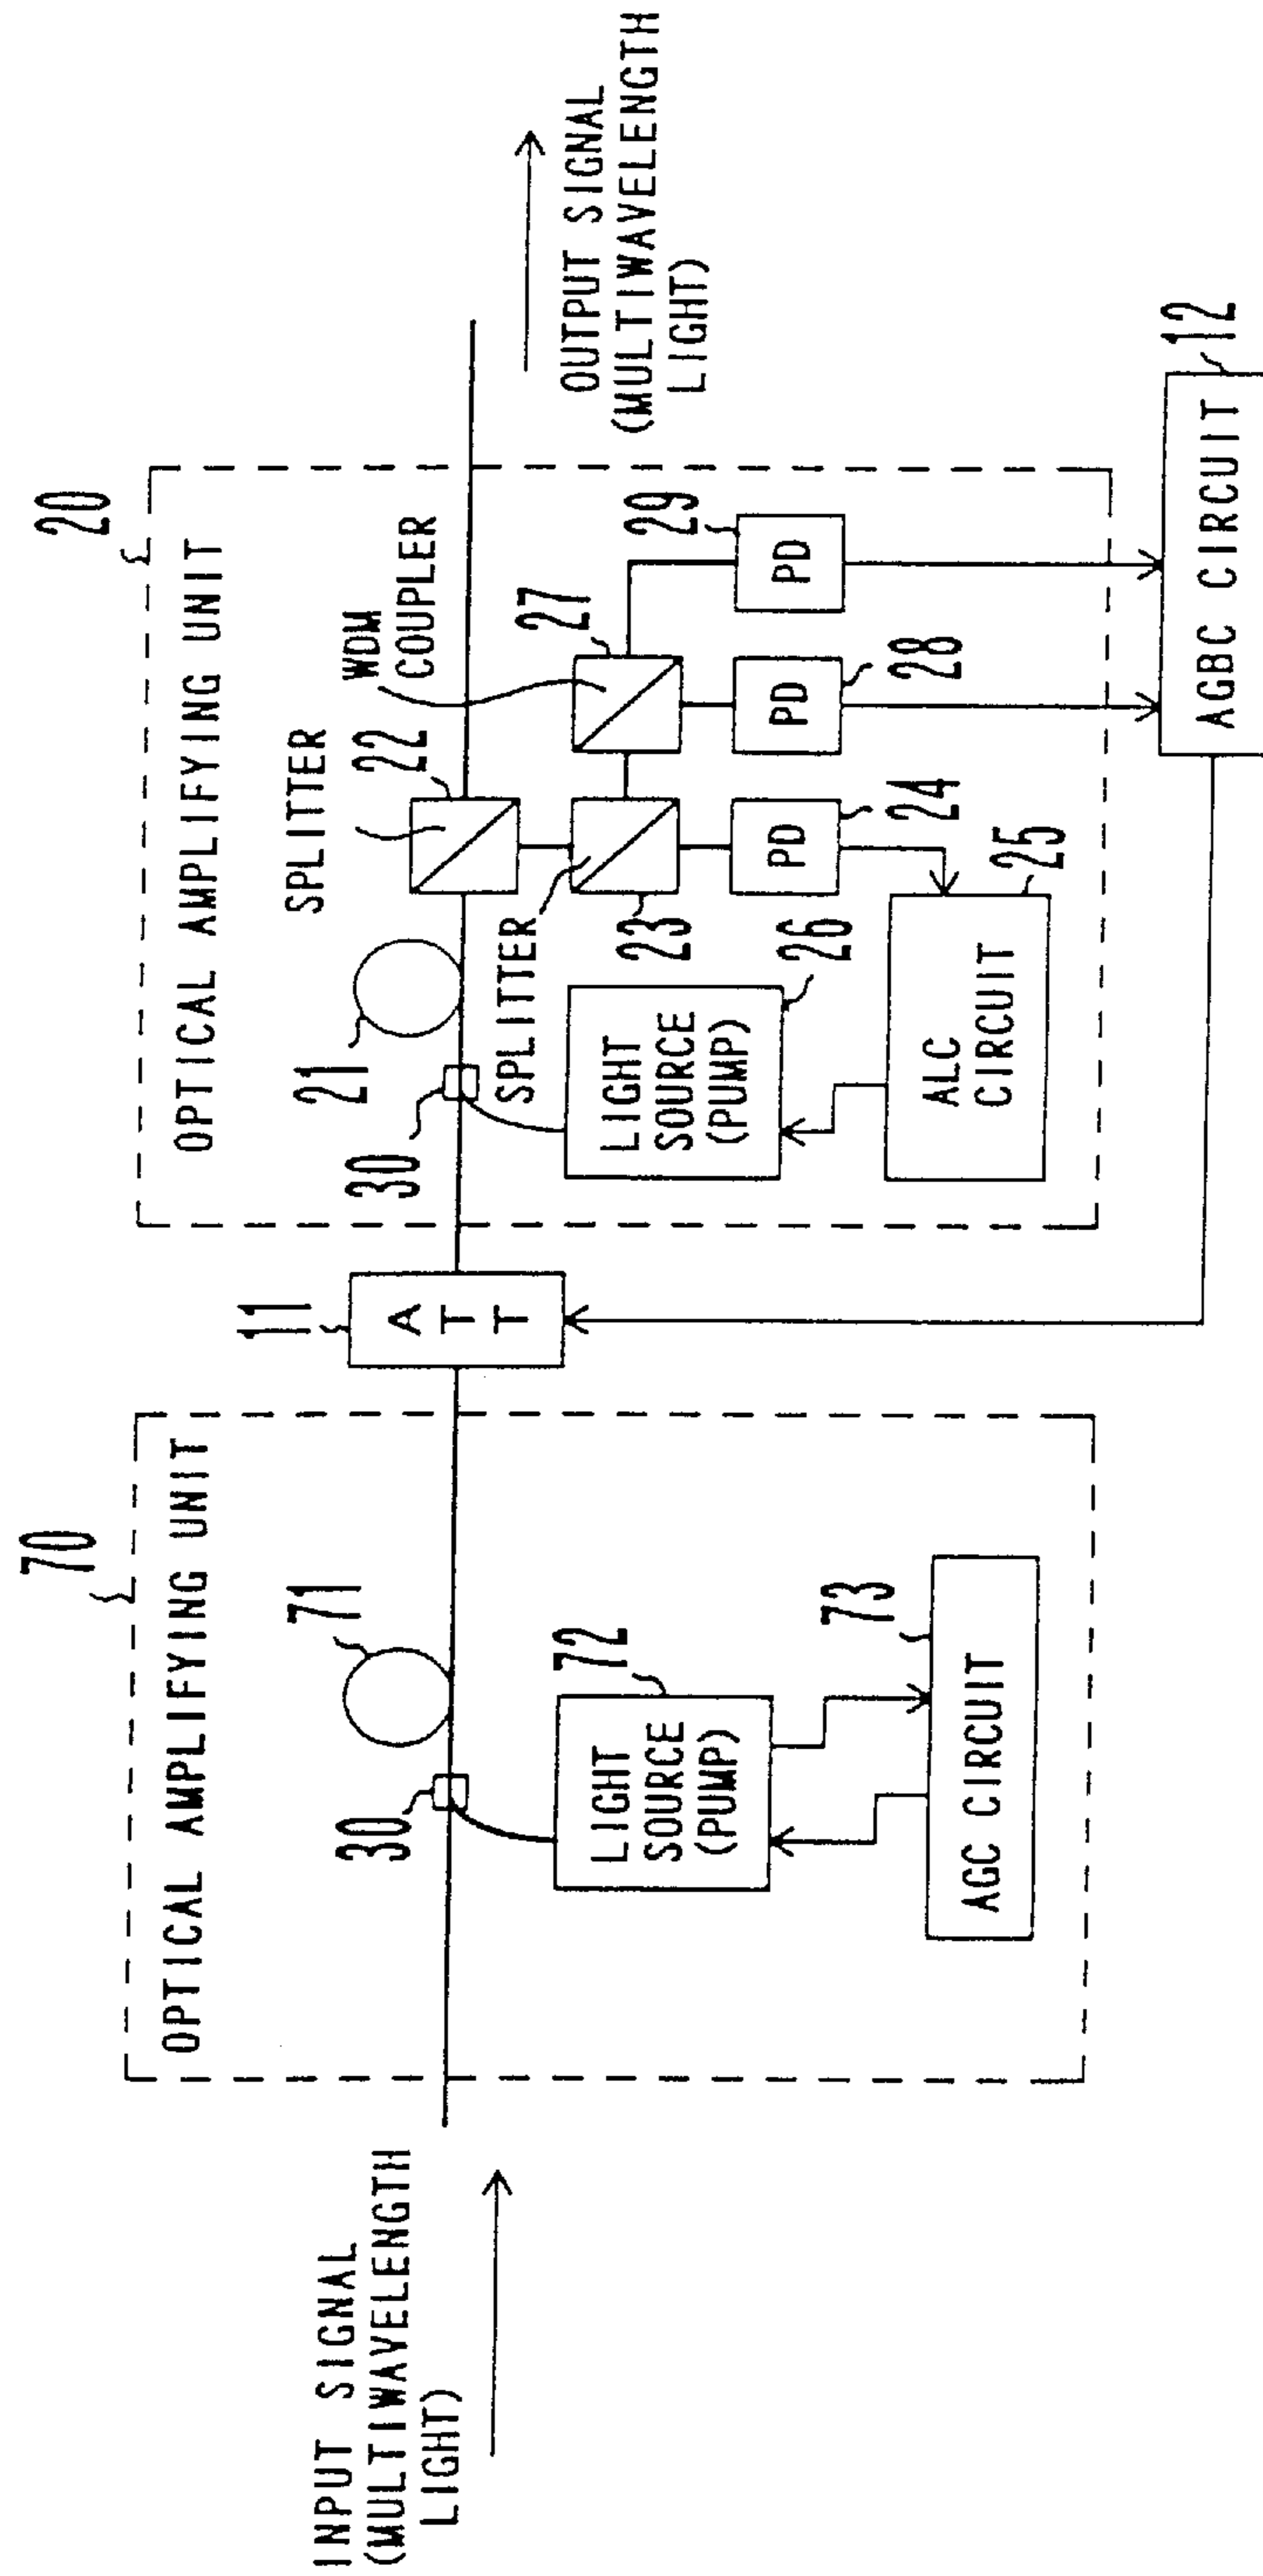 INPUT SIGNAL
(MULTIWAVELENGTH
LIGHT)
70
OPTICAL AMPLIFYING UNIT
71
30
72
LIGHT
SOURCE
(PUMP)
73
AGC CIRCUIT
11
ATT
20
OPTICAL AMPLIFYING UNIT
21
30
SPLITTER
22
SPLITTER
23
WDM
COUPLER
27
29
PD
28
PD
24
PD
26
LIGHT
SOURCE
(PUMP)
25
ALC
CIRCUIT
OUTPUT SIGNAL
(MULTIWAVELENGTH
LIGHT)
12
AGBC CIRCUIT